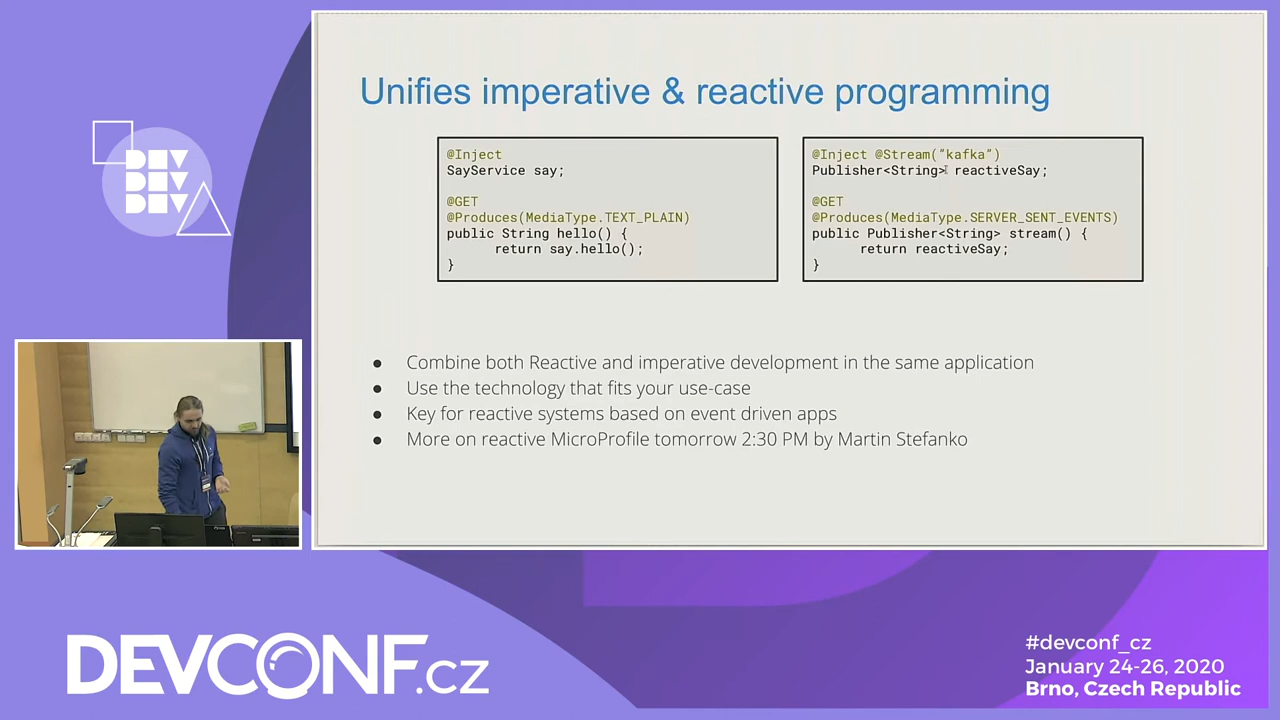 DEV
DEV
DEV
Unifies imperative & reactive programming
@Inject
SayService say;
@GET
@Produces(MediaType.TEXT_PLAIN)
public String hello() {
return say.hello();
}
@Inject @Stream("kafka")
Publisher<String> reactiveSay;
@GET
@Produces(MediaType.SERVER_SENT_EVENTS)
public Publisher<String> stream() {
return reactiveSay;
}
● Combine both Reactive and imperative development in the same application
● Use the technology that fits your use-case
● Key for reactive systems based on event driven apps
● More on reactive MicroProfile tomorrow 2:30 PM by Martin Stefanko
DEVCONF.cz
#devconf_cz
January 24-26, 2020
Brno, Czech Republic